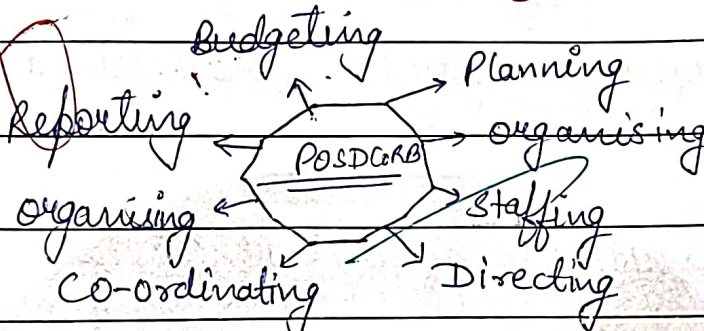 Budgeting
Planning
Reporting
organising
POSDCoRB
organising
Staffing
Co-ordinating
Directing